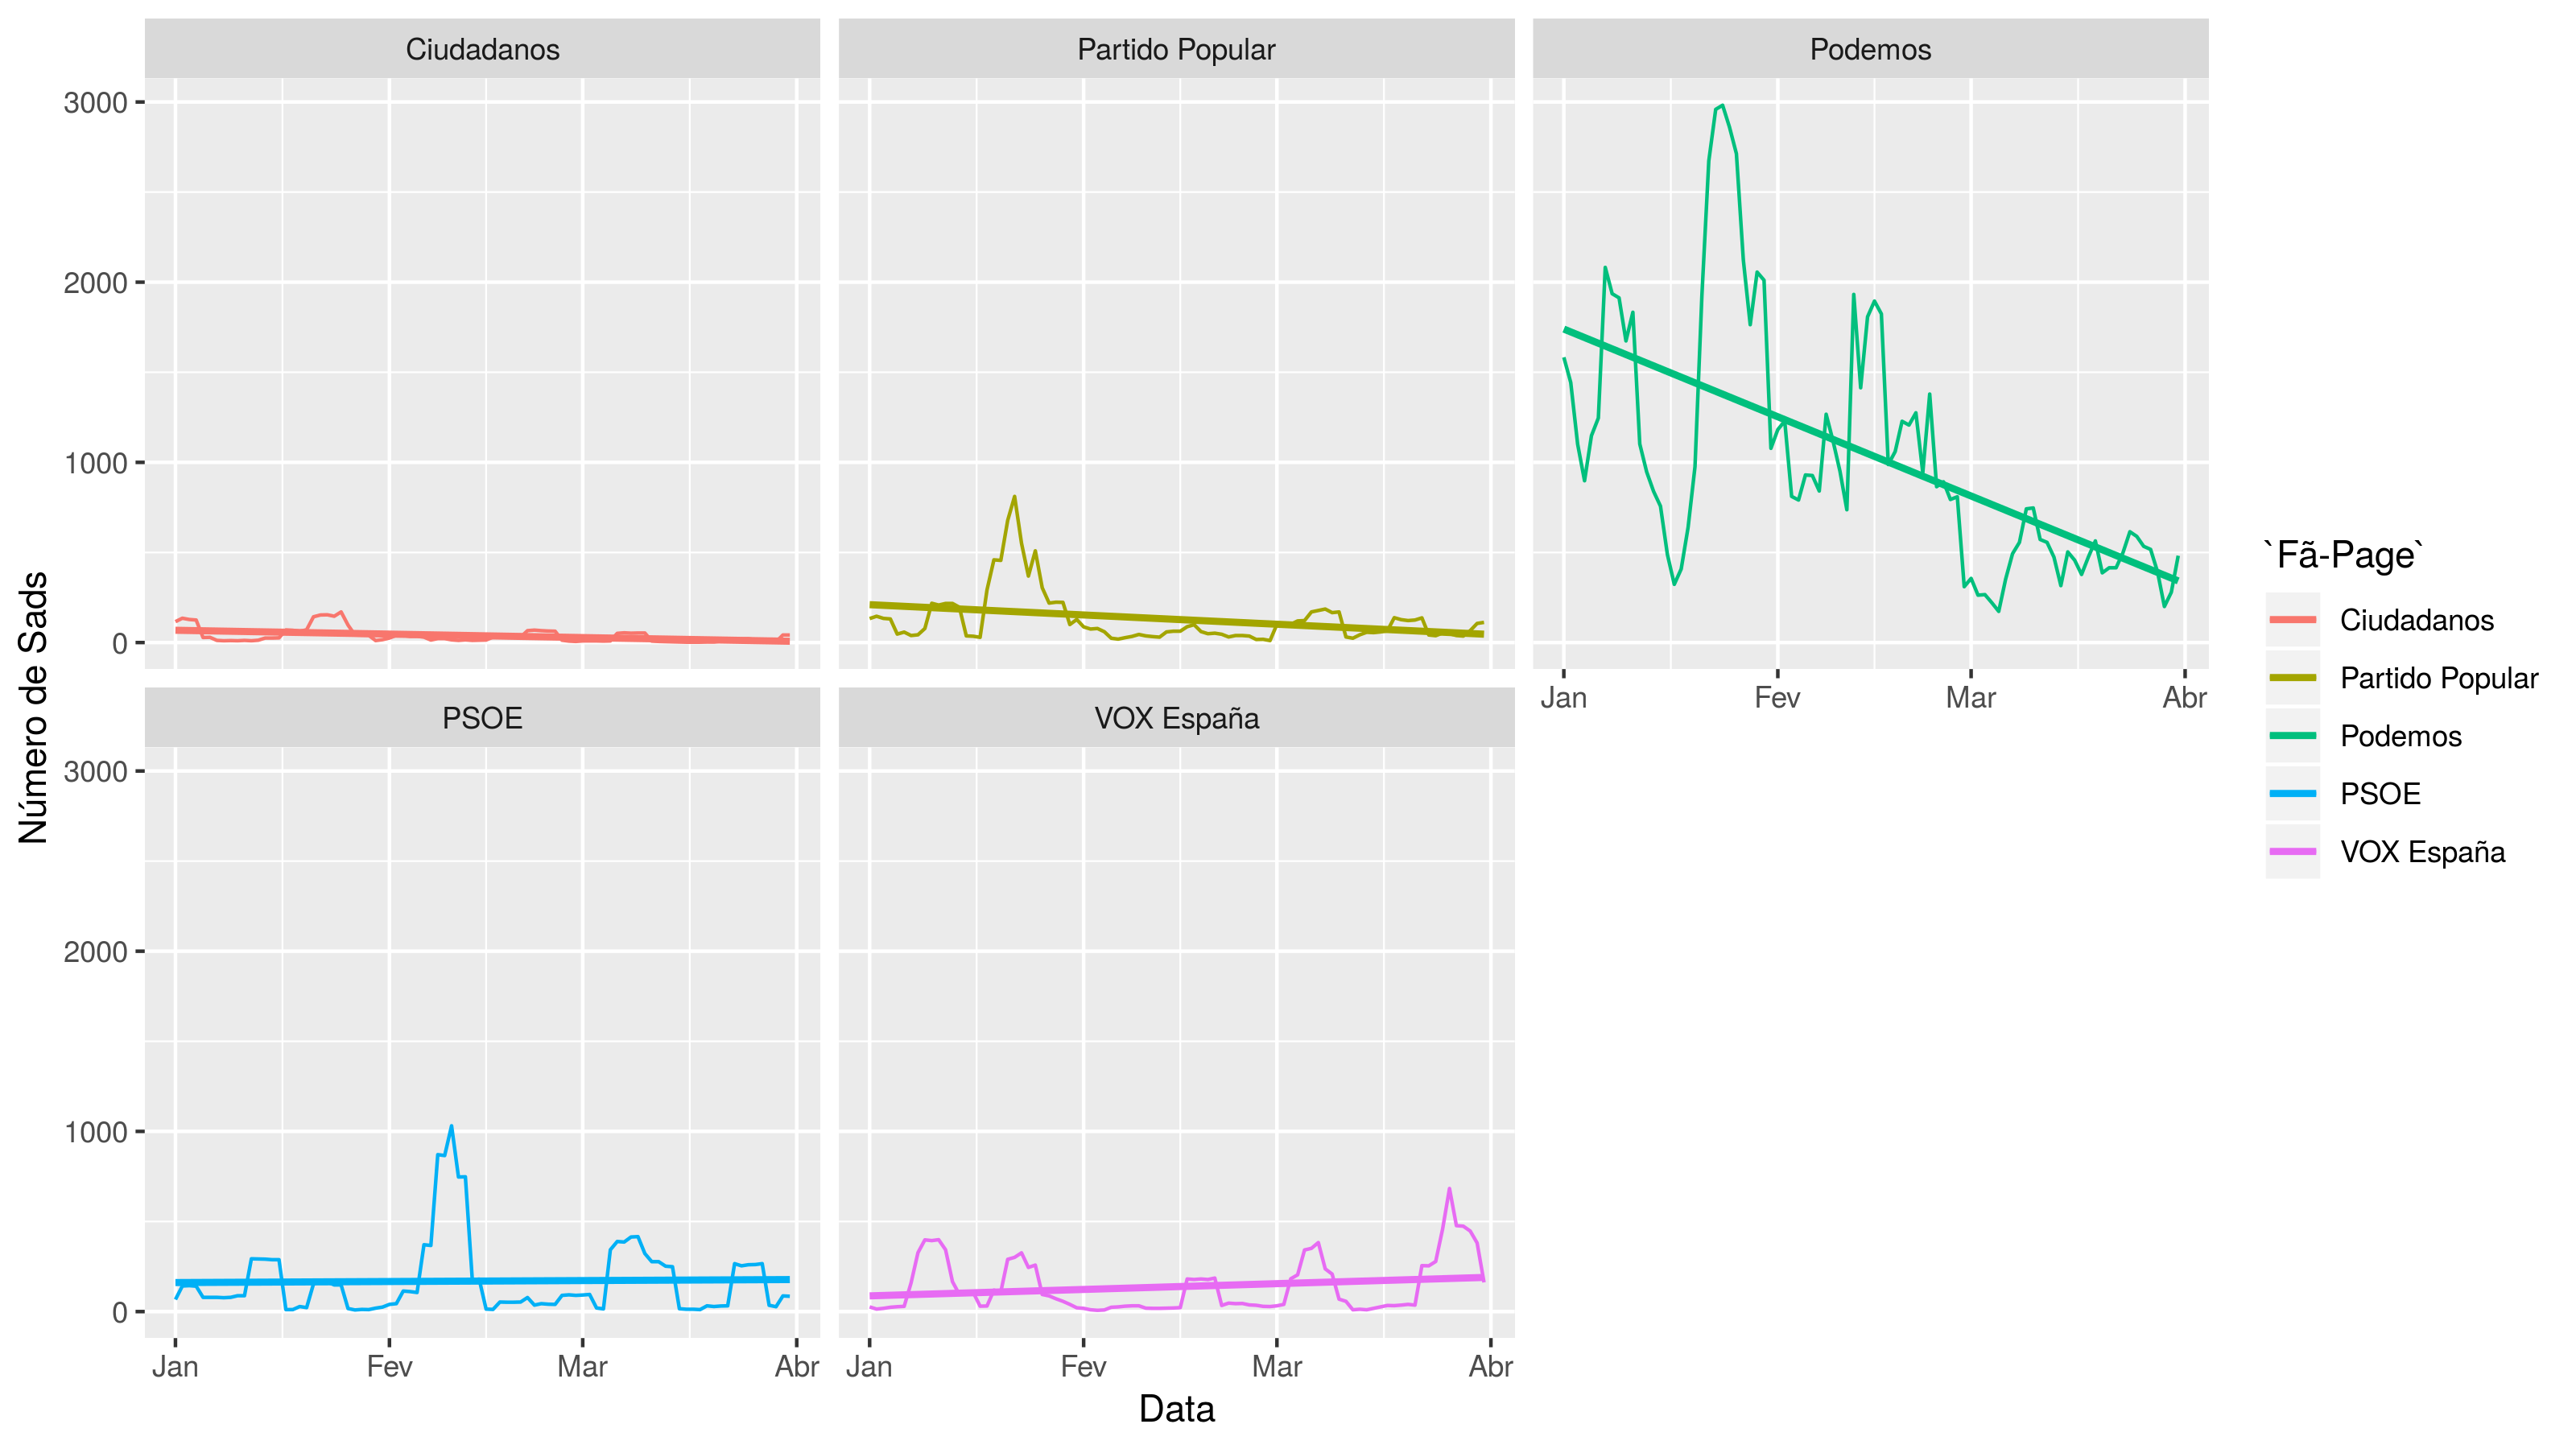 Ciudadanos
Partido Popular
Podemos
3000
2000
1000
0
Jan Fev Mar Abr
PSOE
VOX España
3000
2000
1000
0
Jan Fev Mar Abr
Jan Fev Mar Abr
Número de Sads
Data
`Fã-Page`
Ciudadanos
Partido Popular
Podemos
PSOE
VOX España